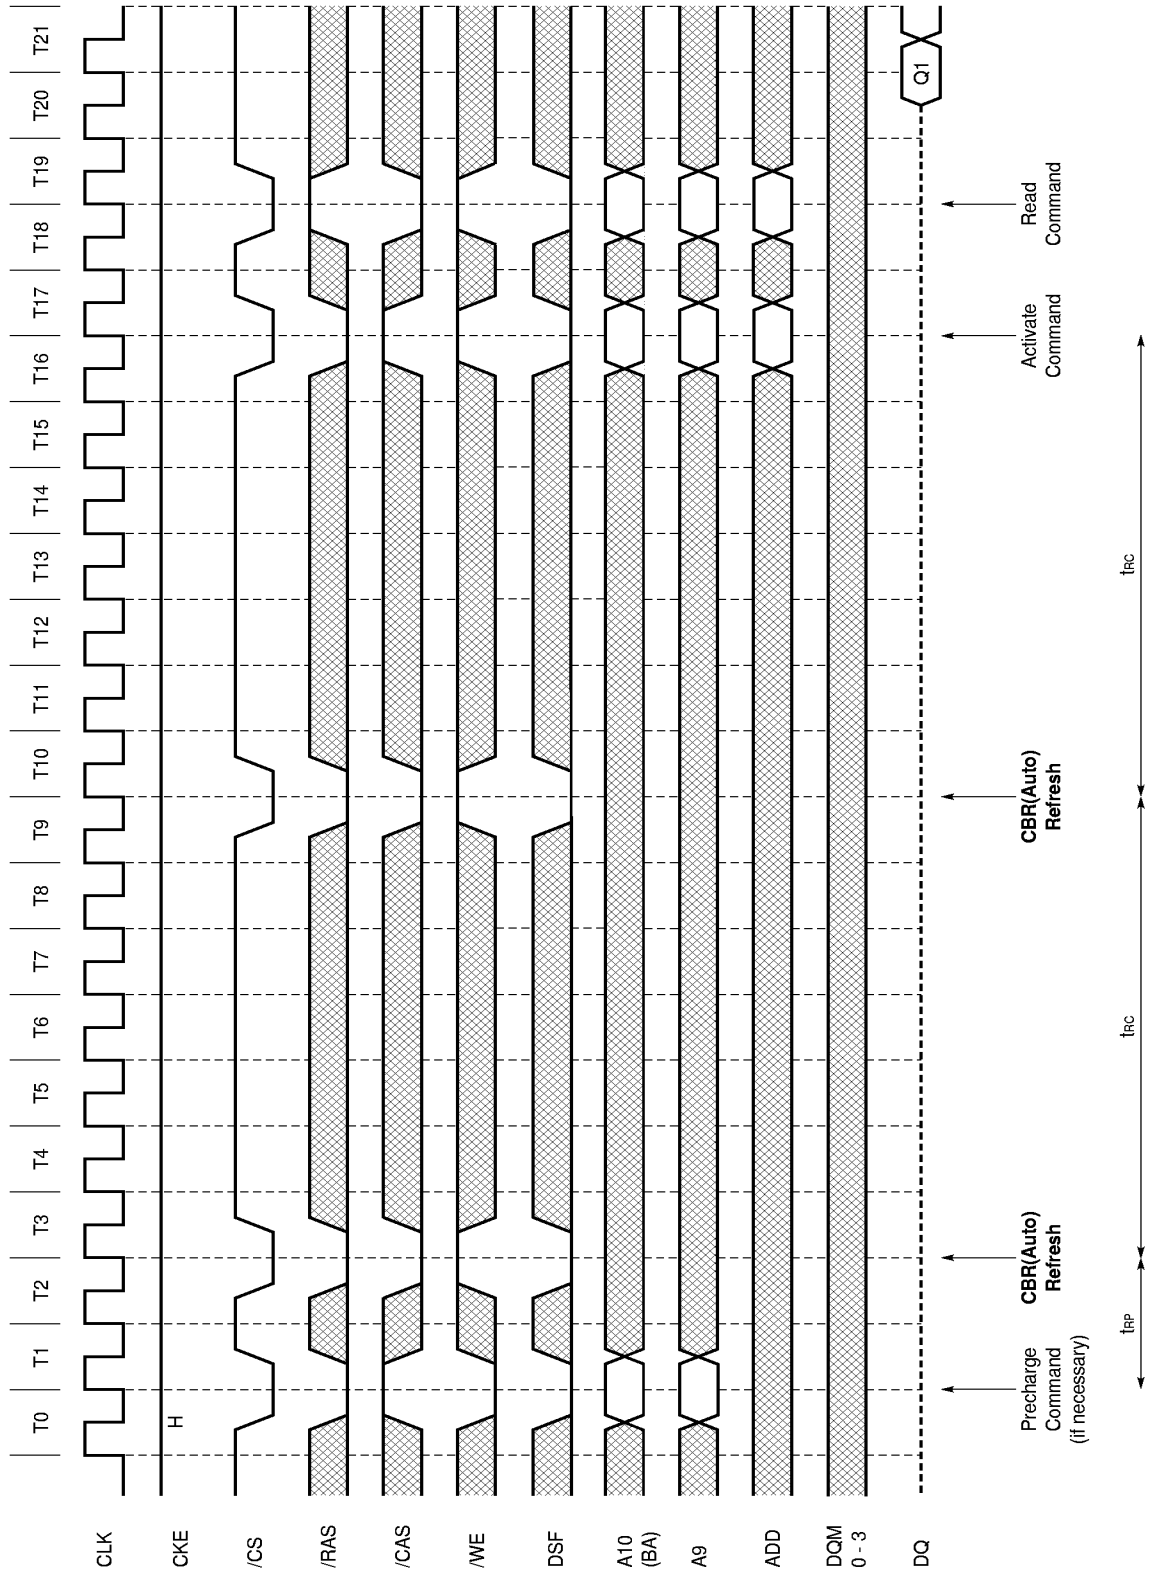 T0 T1 T2 T3 T4 T5 T6 T7 T8 T9 T10 T11 T12 T13 T14 T15 T16 T17 T18 T19 T20 T21
CLK
CKE
H
/CS
/RAS
/CAS
/WE
DSF
A10
(BA)
A9
ADD
DQM
0 - 3
DQ
Q1
Precharge
Command
(if necessary)
CBR(Auto)
Refresh
CBR(Auto)
Refresh
Activate
Command
Read
Command
tRP
tRC
tRC